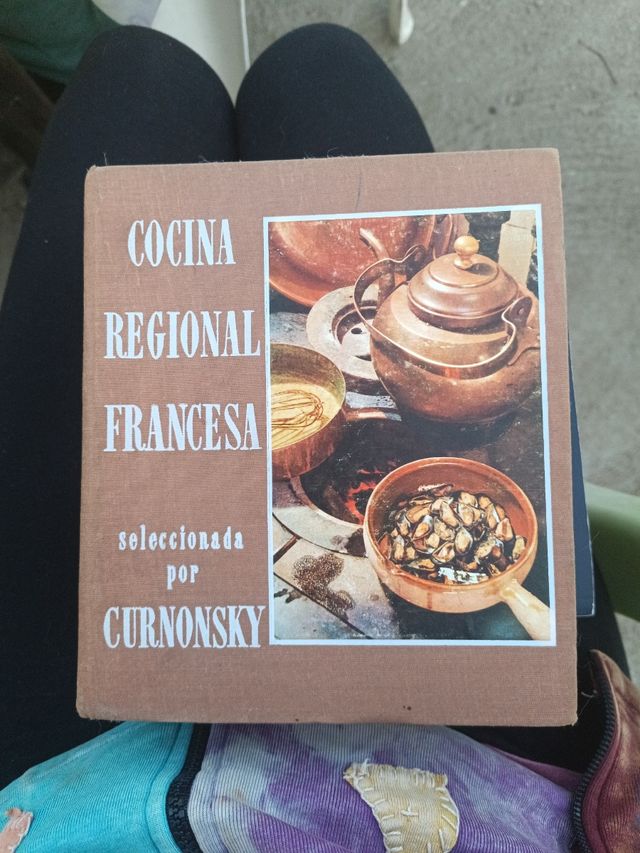 COCINA
REGIONAL
FRANCESA
seleccionada
por
CURNONSKY